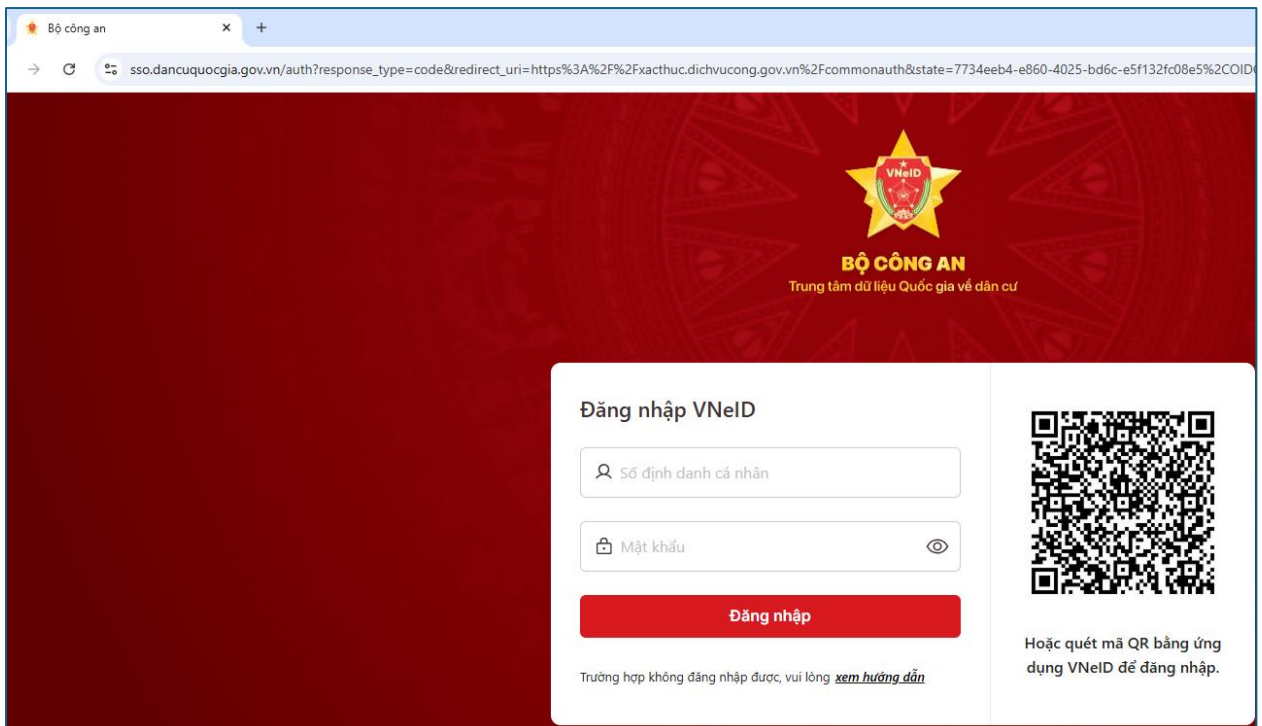 Bộ công an
sso.dancuquocgia.gov.vn/auth?response_type=code&redirect_uri=https%3A%2F%2Fxacthuc.dichvucong.gov.vn%2Fcommonauth&state=7734eeb4-e860-4025-bd6c-e5f132fc08e5%2COID
VNeID
BỘ CÔNG AN
Trung tâm dữ liệu Quốc gia về dân cư
Đăng nhập VNeID
Số định danh cá nhân
Mật khẩu
Đăng nhập
Trường hợp không đăng nhập được, vui lòng xem hướng dẫn
Hoặc quét mã QR bằng ứng
dụng VNeID để đăng nhập.